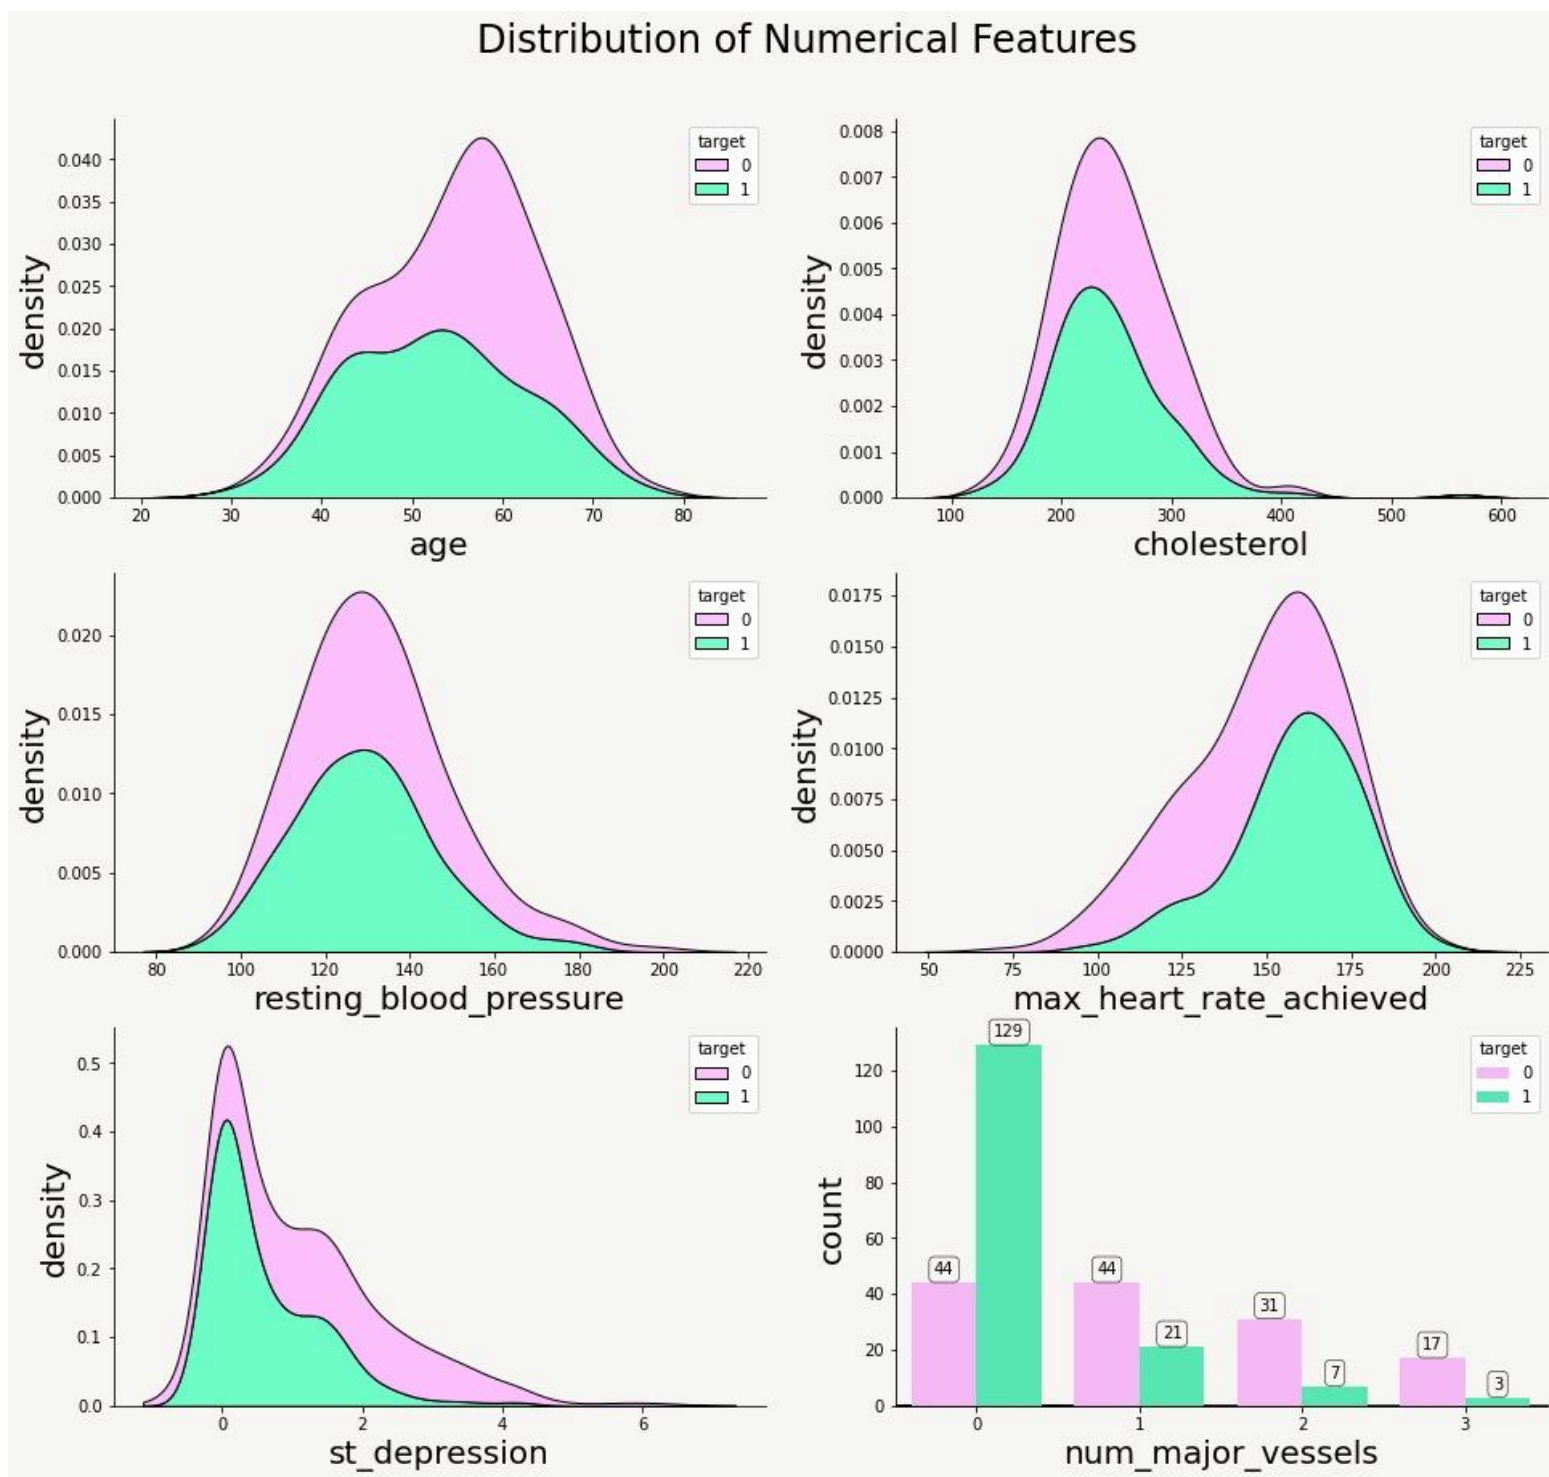 Distribution of Numerical Features
density
0.040
0.035
0.030
0.025
0.020
0.015
0.010
0.005
0.000
target
0
1
20 30 40 50 60 70 80
age
density
0.008
0.007
0.006
0.005
0.004
0.003
0.002
0.001
0.000
target
0
1
100 200 300 400 500 600
cholesterol
density
0.020
0.015
0.010
0.005
0.000
target
0
1
80 100 120 140 160 180 200 220
resting_blood_pressure
density
0.0175
0.0150
0.0125
0.0100
0.0075
0.0050
0.0025
0.0000
target
0
1
50 75 100 125 150 175 200 225
max_heart_rate_achieved
density
0.5
0.4
0.3
0.2
0.1
0.0
target
0
1
0 2 4 6
st_depression
count
120
100
80
60
40
20
0
129
44 44 31 17
21 7 3
target
0
1
0 1 2 3
num_major_vessels